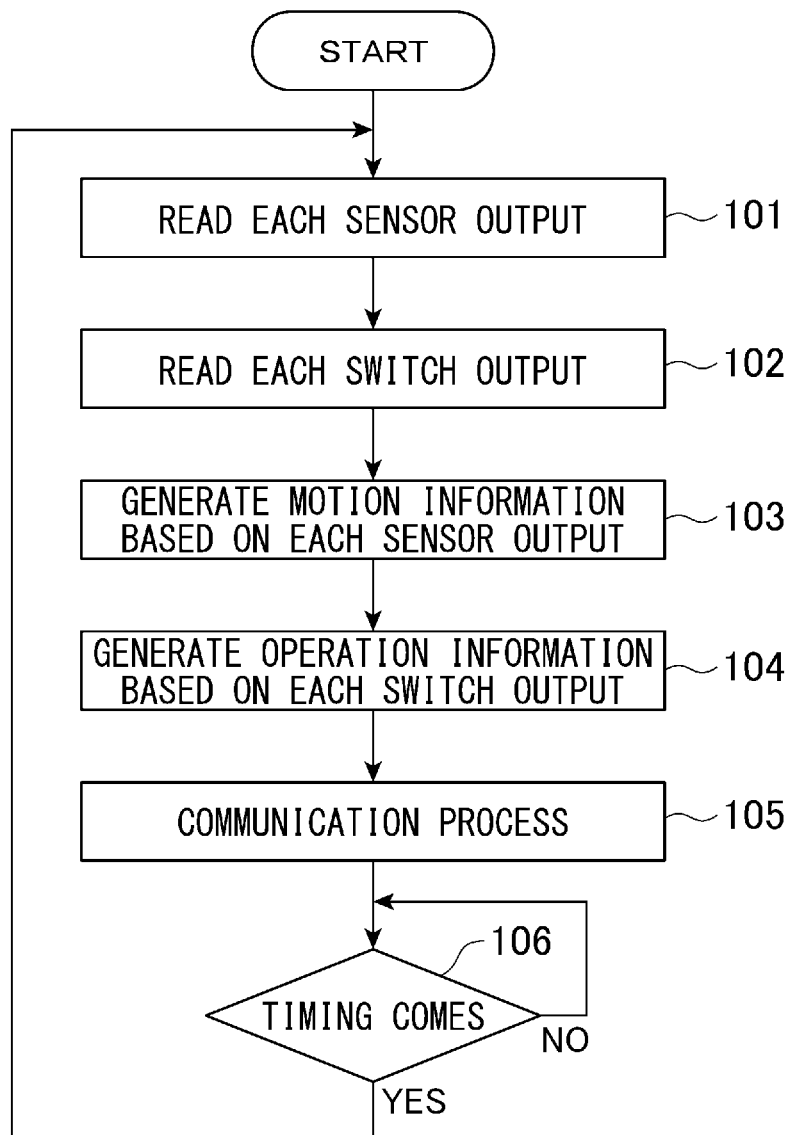 START
READ EACH SENSOR OUTPUT
101
READ EACH SWITCH OUTPUT
102
GENERATE MOTION INFORMATION
BASED ON EACH SENSOR OUTPUT
103
GENERATE OPERATION INFORMATION
BASED ON EACH SWITCH OUTPUT
104
COMMUNICATION PROCESS
105
106
TIMING COMES
NO
YES